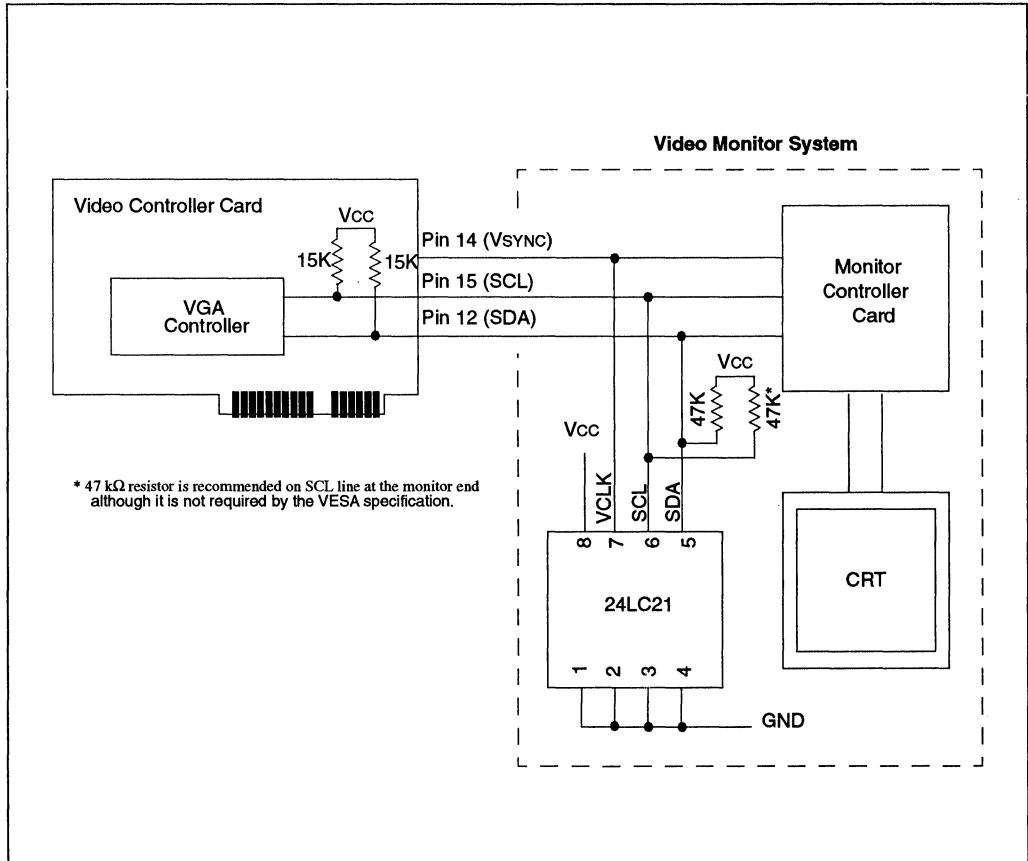 Video Monitor System
Video Controller Card
VCC
15K
15K
VGA
Controller
Pin 14 (VSYNC)
Pin 15 (SCL)
Pin 12 (SDA)
Monitor
Controller
Card
VCC
47K
47K*
VCC
* 47 kΩ resistor is recommended on SCL line at the monitor end
although it is not required by the VESA specification.
VCLK
SCL
SDA
8
7
6
5
24LC21
1
2
3
4
GND
CRT